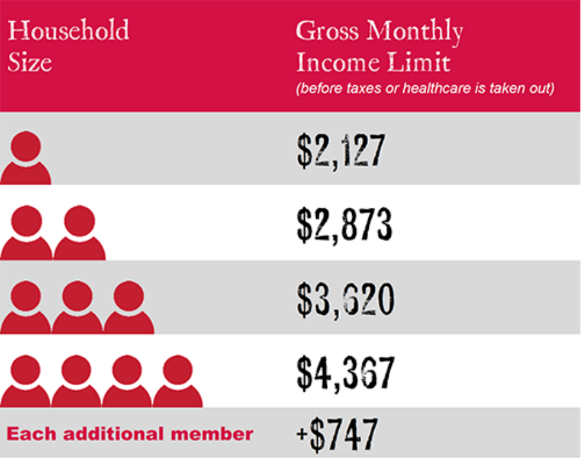 Household Gross Monthly
Size Income Limit
(before taxes or healthcare is taken out)
$2,127
$2,873
$3,620
$4,367
Each additional member +$747